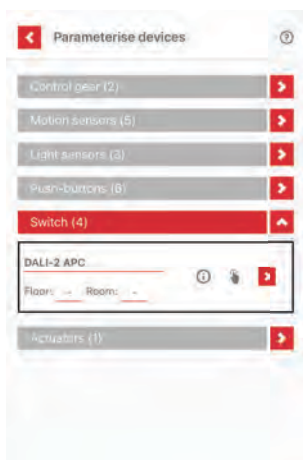 Parameterise devices
Control gear (2)
Motion sensors (5)
Light sensors (3)
Push-buttons (8)
Switch (4)
DALI-2 APC
Floor: - Room: -
Actuators (1)